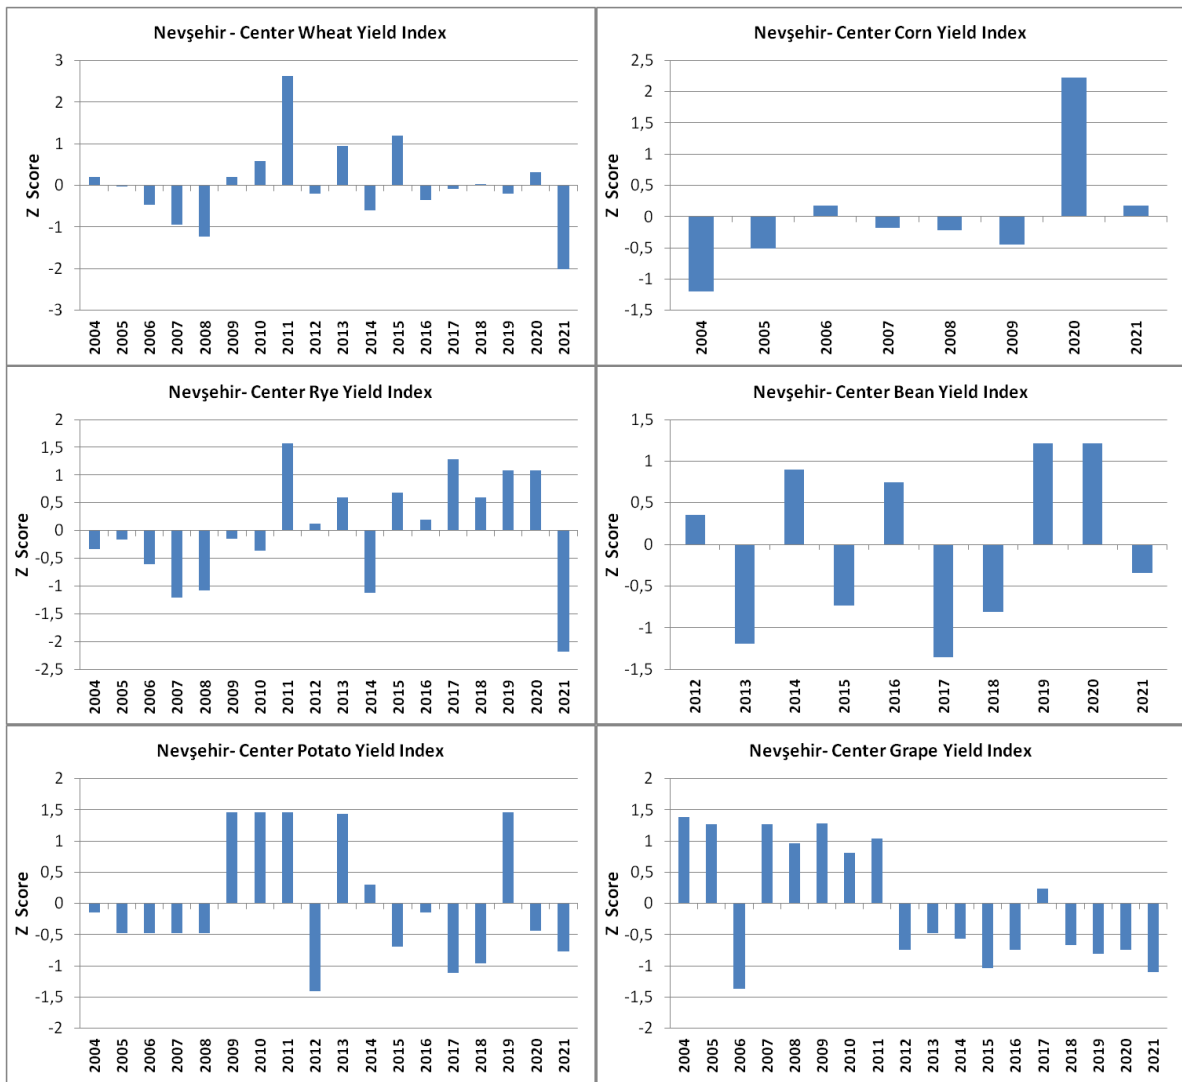 Nevşehir - Center Wheat Yield Index
Z Score
3
2
1
0
-1
-2
-3
2004 2005 2006 2007 2008 2009 2010 2011 2012 2013 2014 2015 2016 2017 2018 2019 2020 2021
Nevşehir- Center Corn Yield Index
Z Score
2,5
2
1,5
1
0,5
0
-0,5
-1
-1,5
2004 2005 2006 2007 2008 2009 2020 2021
Nevşehir- Center Rye Yield Index
Z Score
2
1,5
1
0,5
0
-0,5
-1
-1,5
-2
-2,5
2004 2005 2006 2007 2008 2009 2010 2011 2012 2013 2014 2015 2016 2017 2018 2019 2020 2021
Nevşehir- Center Bean Yield Index
Z Score
1,5
1
0,5
0
-0,5
-1
-1,5
2012 2013 2014 2015 2016 2017 2018 2019 2020 2021
Nevşehir- Center Potato Yield Index
Z Score
2
1,5
1
0,5
0
-0,5
-1
-1,5
-2
2004 2005 2006 2007 2008 2009 2010 2011 2012 2013 2014 2015 2016 2017 2018 2019 2020 2021
Nevşehir- Center Grape Yield Index
Z Score
2
1,5
1
0,5
0
-0,5
-1
-1,5
-2
2004 2005 2006 2007 2008 2009 2010 2011 2012 2013 2014 2015 2016 2017 2018 2019 2020 2021